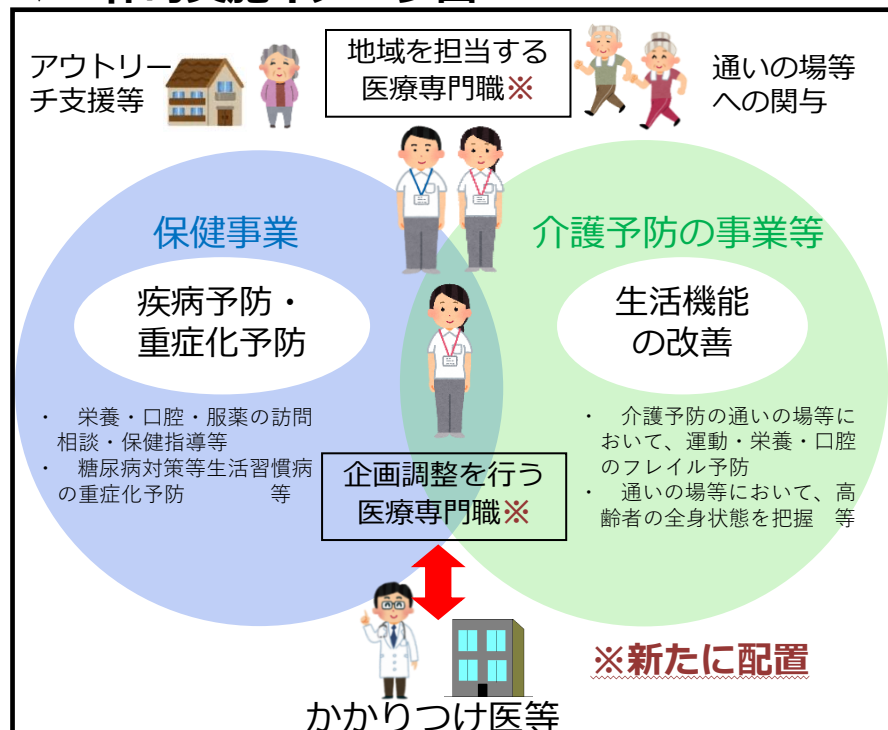 アウトリー
チ支援等
地域を担当する
医療専門職※
通いの場等
への関与
保健事業
疾病予防・
重症化予防
・ 栄養・口腔・服薬の訪問
相談・保健指導等
・ 糖尿病対策等生活習慣病
の重症化予防 等
介護予防の事業等
生活機能
の改善
・ 介護予防の通いの場等に
おいて、運動・栄養・口腔
のフレイル予防
・ 通いの場等において、高
齢者の全身状態を把握 等
企画調整を行う
医療専門職※
※新たに配置
かかりつけ医等